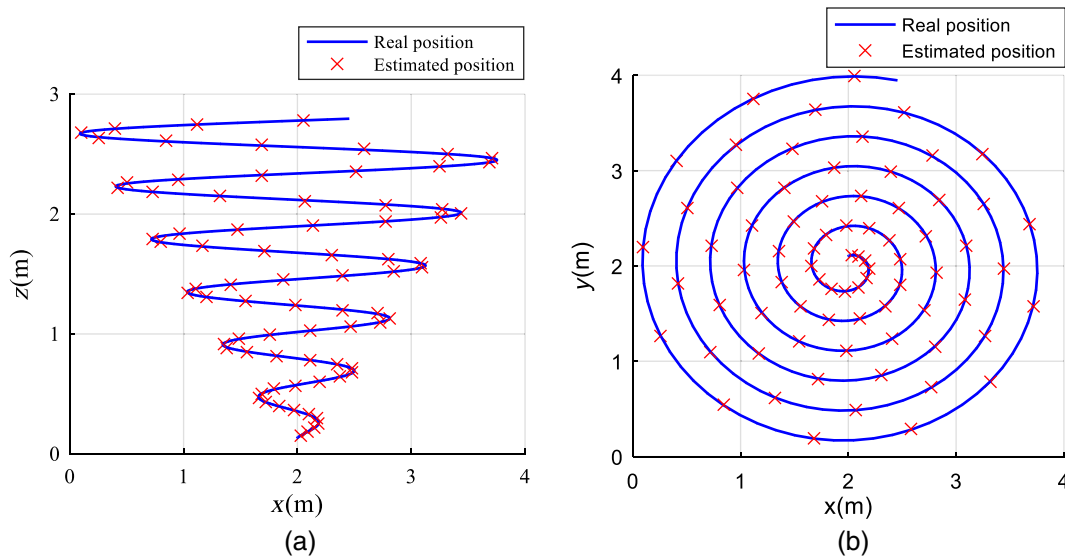 Real position
Estimated position
3
2
1
0
z(m)
0
1
2
3
4
x(m)
(a)
Real position
Estimated position
4
3
2
1
0
y(m)
0
1
2
3
4
x(m)
(b)